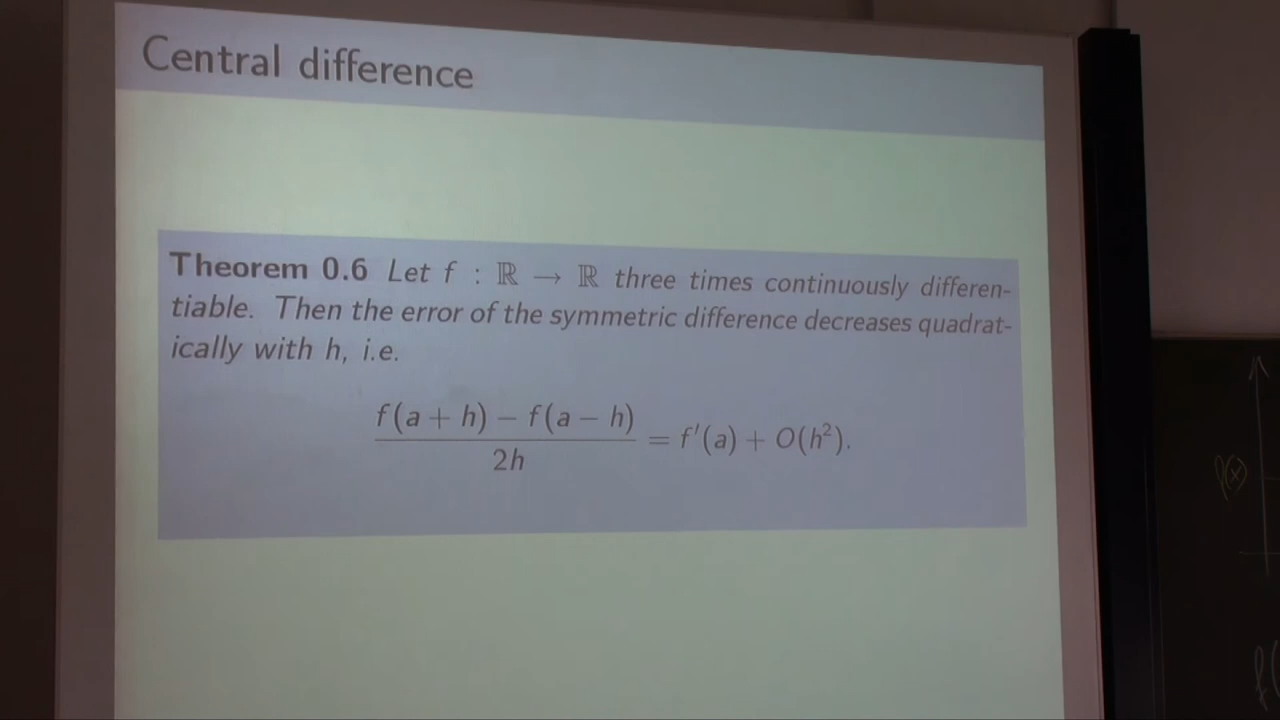 Central difference
Theorem 0.6 Let f : ℝ → ℝ three times continuously differen-
tiable. Then the error of the symmetric difference decreases quadrat-
ically with h, i.e.
f(a + h) − f(a − h)
2h
= f′(a) + O(h²).
f(x)